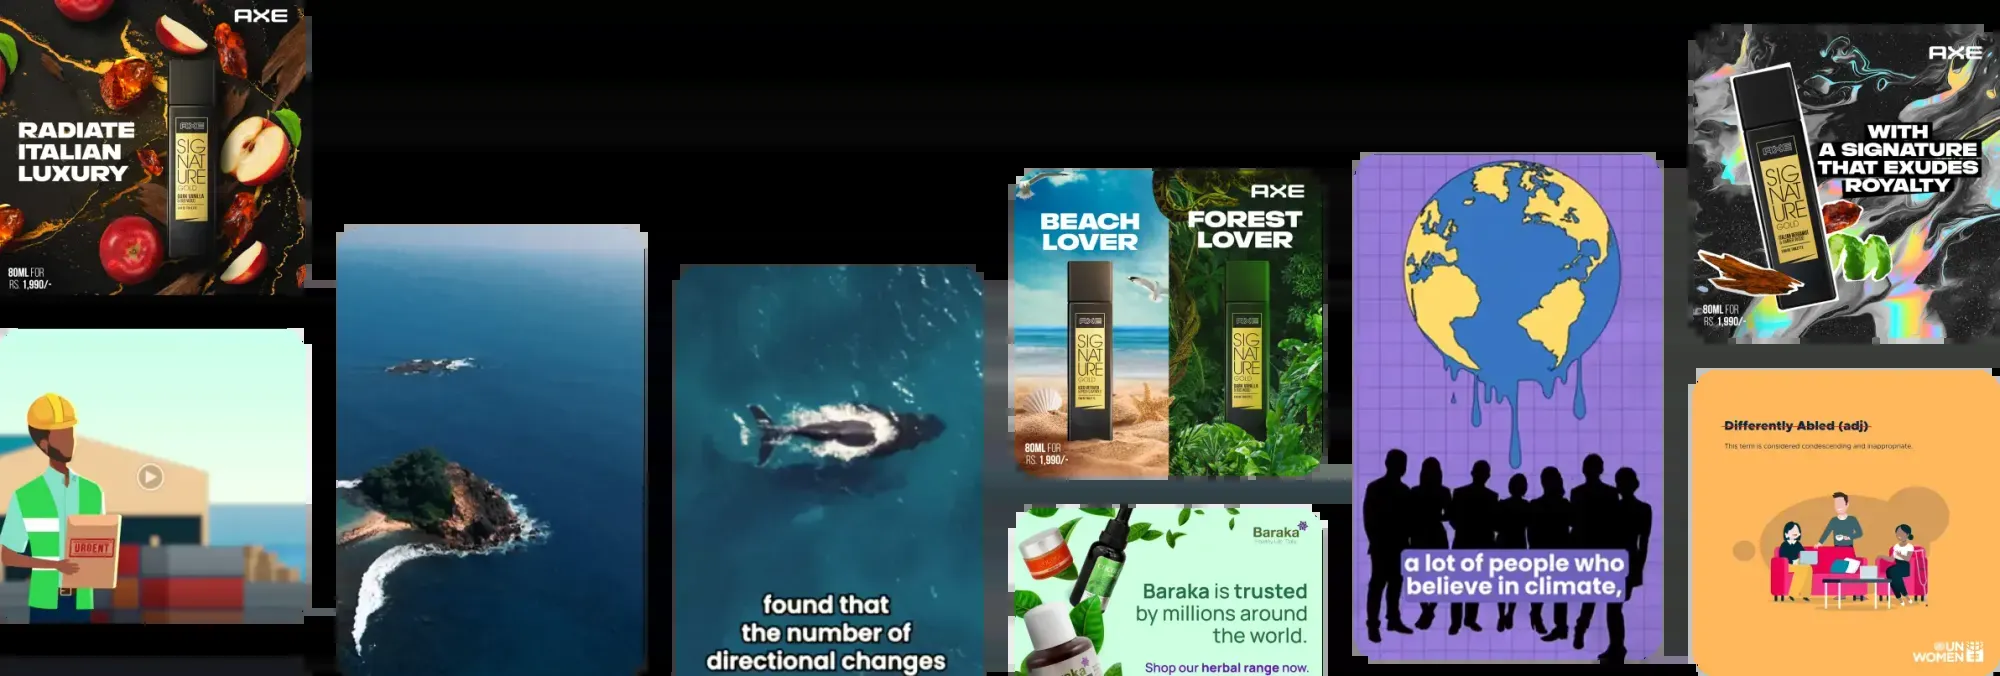 AXE
RADIATE
ITALIAN
LUXURY
AXE
SIG
NAT
URE
GOLD
80ML FOR
RS. 1,990/-
URGENT
found that
the number of
directional changes
AXE
BEACH
LOVER
FOREST
LOVER
AXE
SIG
NAT
URE
GOLD
AXE
SIG
NAT
URE
GOLD
80ML FOR
RS. 1,990/-
Baraka
Baraka is trusted
by millions around
the world.
Shop our herbal range now.
a lot of people who
believe in climate,
AXE
WITH
A SIGNATURE
THAT EXUDES
ROYALTY
AXE
SIG
NAT
URE
GOLD
80ML FOR
RS. 1,990/-
Differently Abled (adj)
This term is considered condescending and inappropriate.
UN
WOMEN